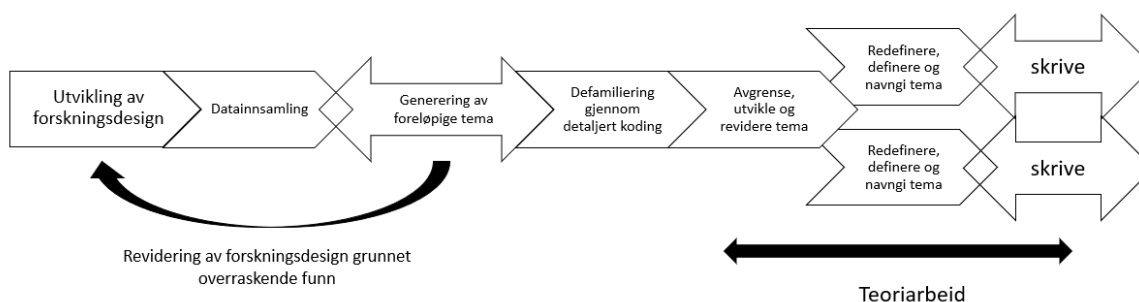 Utvikling av
forskningsdesign
Datainnsamling
Generering av
foreløpige tema
Defamiliering
gjennom
detaljert koding
Avgrense,
utvikle og
revidere tema
Redefinere,
definere og
navngi tema
skrive
Redefinere,
definere og
navngi tema
skrive
Revidering av forskningsdesign grunnet
overraskende funn
Teoriarbeid